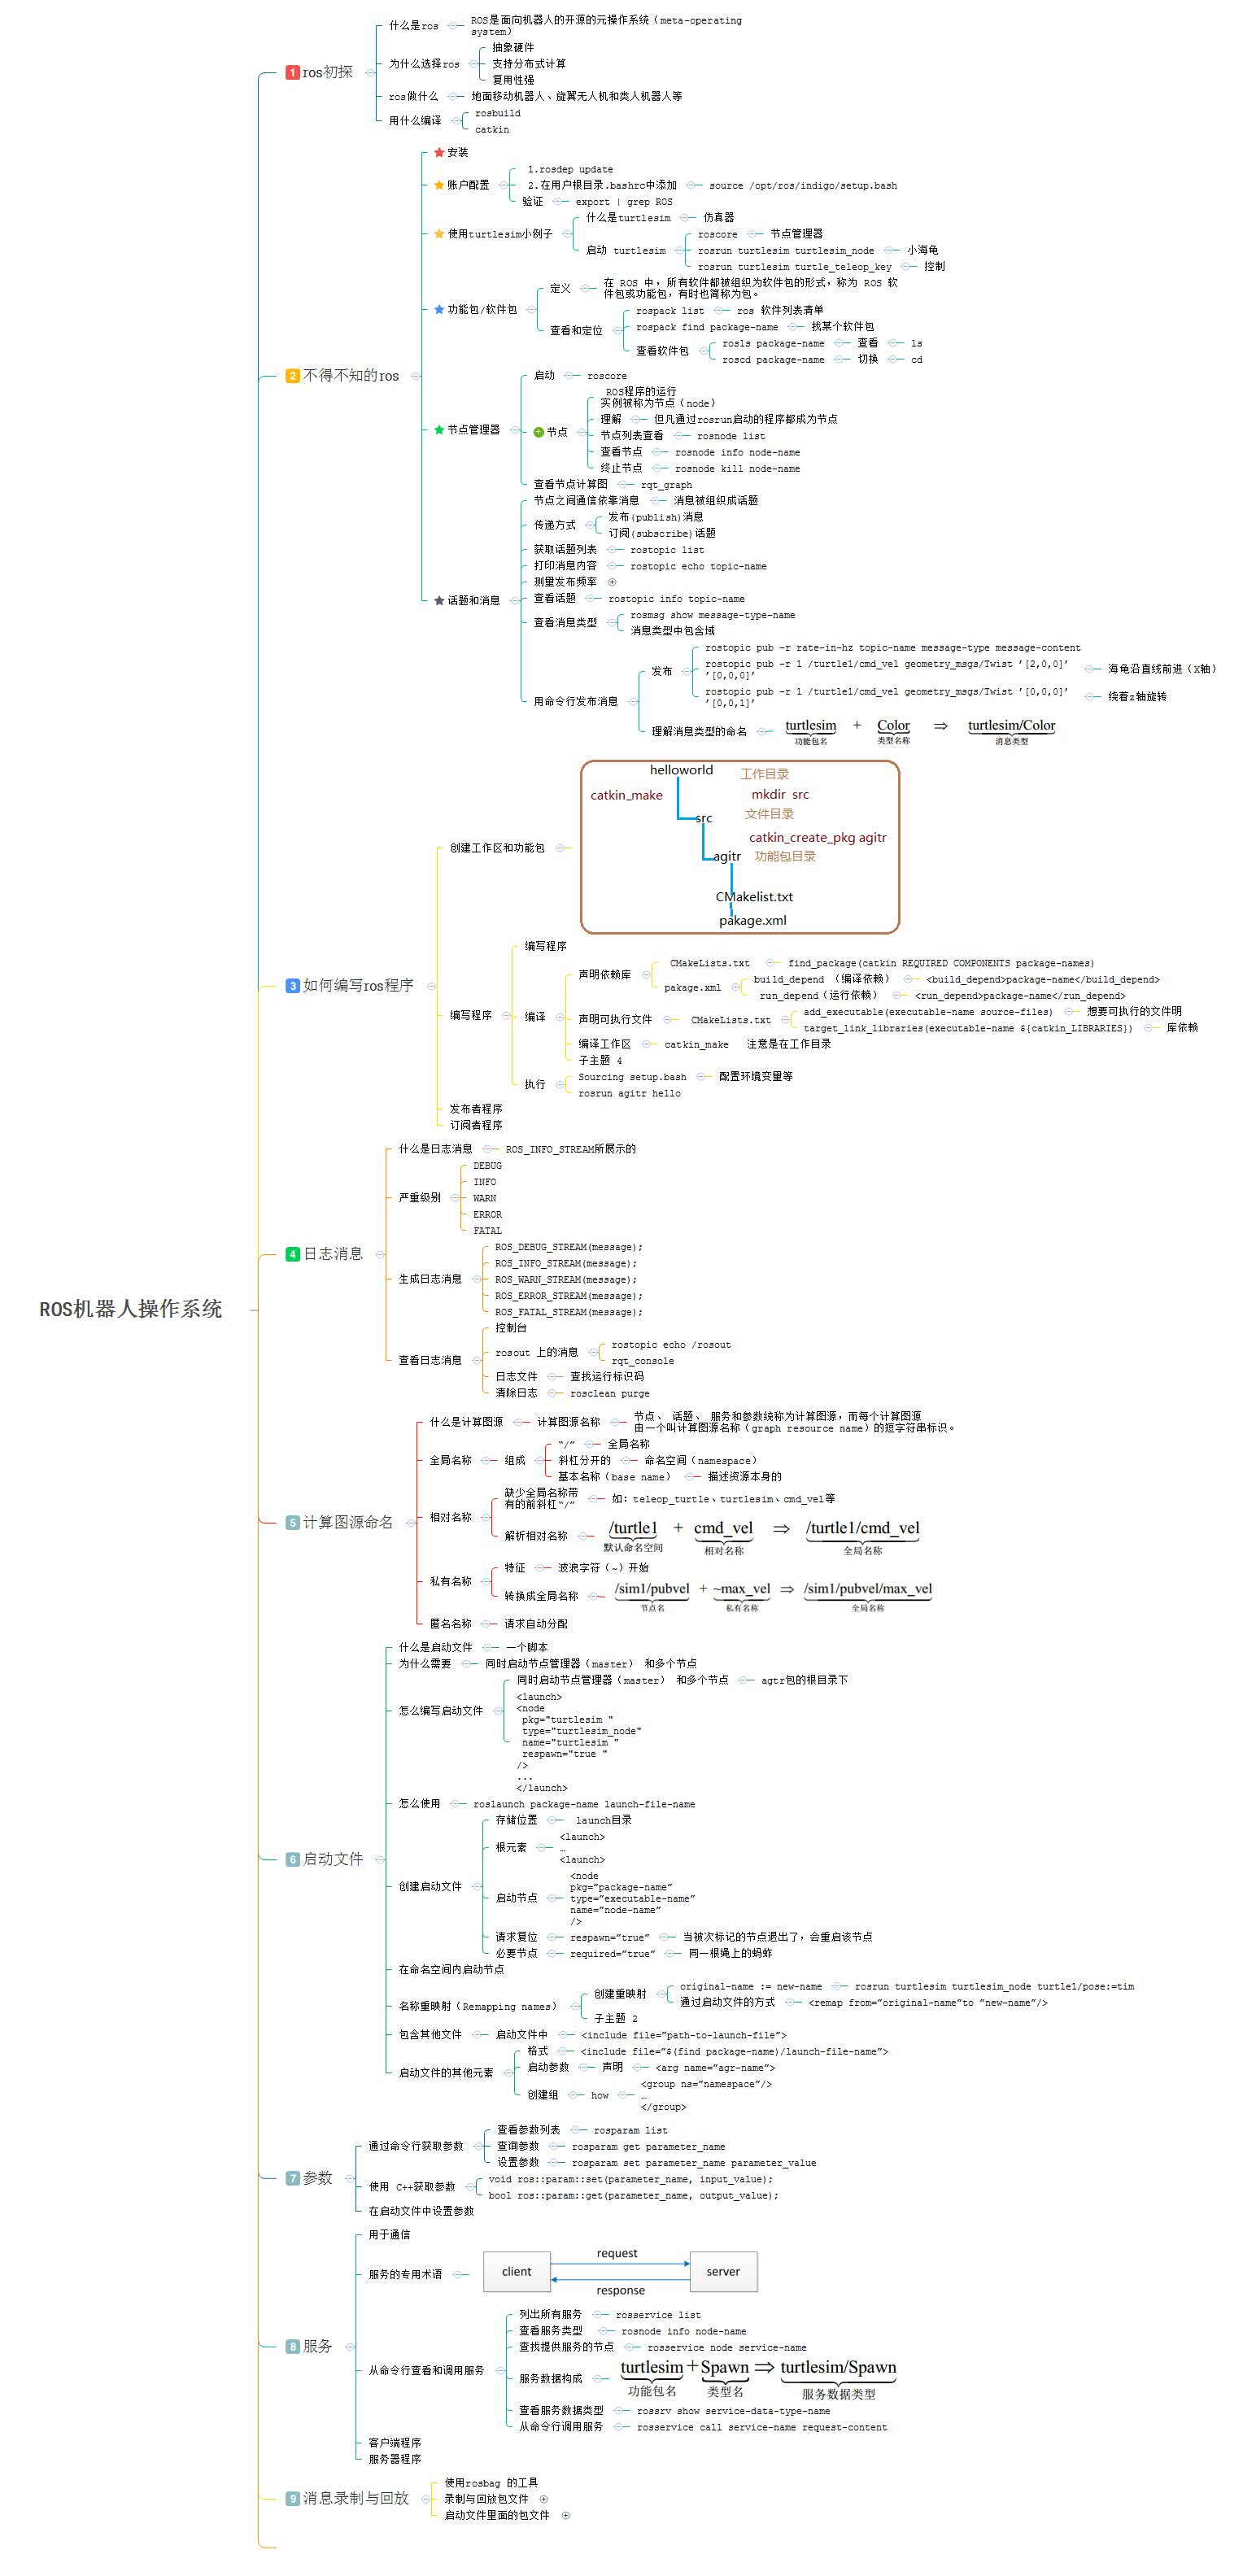 ROS机器人操作系统
1 ros初探
什么是ros
ROS是面向机器人的开源的元操作系统（meta-operating
system）
为什么选择ros
抽象硬件
支持分布式计算
复用性强
ros做什么
地面移动机器人、旋翼无人机和类人机器人等
用什么编译
rosbuild
catkin
2 不得不知的ros
安装
账户配置
1.rosdep update
2.在用户根目录.bashrc中添加
source /opt/ros/indigo/setup.bash
验证
export | grep ROS
使用turtlesim小例子
什么是turtlesim
仿真器
启动 turtlesim
roscore
节点管理器
rosrun turtlesim turtlesim_node
小海龟
rosrun turtlesim turtle_teleop_key
控制
功能包/软件包
定义
在 ROS 中，所有软件都被组织为软件包的形式，称为 ROS 软
件包或功能包，有时也简称为包。
查看和定位
rospack list
ros 软件列表清单
rospack find package-name
找某个软件包
查看软件包
rosls package-name
查看
ls
roscd package-name
切换
cd
节点管理器
启动
roscore
节点
ROS程序的运行
实例被称为节点（node）
理解
但凡通过rosrun启动的程序都成为节点
节点列表查看
rosnode list
查看节点
rosnode info node-name
终止节点
rosnode kill node-name
查看节点计算图
rqt_graph
话题和消息
节点之间通信依靠消息
消息被组织成话题
传递方式
发布(publish)消息
订阅(subscribe)话题
获取话题列表
rostopic list
打印消息内容
rostopic echo topic-name
测量发布频率
查看话题
rostopic info topic-name
查看消息类型
rosmsg show message-type-name
消息类型中包含域
用命令行发布消息
发布
rostopic pub -r rate-in-hz topic-name message-type message-content
rostopic pub -r 1 /turtle1/cmd_vel geometry_msgs/Twist ’[2,0,0]’
’[0,0,0]’
海龟沿直线前进（X轴）
rostopic pub -r 1 /turtle1/cmd_vel geometry_msgs/Twist ’[0,0,0]’
’[0,0,1]’
绕着z轴旋转
理解消息类型的命名
turtlesim + Color ⇒ turtlesim/Color
功能包名 类型名称 消息类型
3 如何编写ros程序
创建工作区和功能包
helloworld 工作目录
catkin_make mkdir src
src 文件目录
catkin_create_pkg agitr
agitr 功能包目录
CMakelist.txt
pakage.xml
编写程序
编写程序
编译
声明依赖库
CMakeLists.txt
find_package(catkin REQUIRED COMPONENTS package-names)
pakage.xml
build_depend （编译依赖）
<build_depend>package-name</build_depend>
run_depend（运行依赖）
<run_depend>package-name</run_depend>
声明可执行文件
CMakeLists.txt
add_executable(executable-name source-files)
想要可执行的文件明
target_link_libraries(executable-name ${catkin_LIBRARIES})
库依赖
编译工作区
catkin_make 注意是在工作目录
子主题 4
执行
Sourcing setup.bash
配置环境变量等
rosrun agitr hello
发布者程序
订阅者程序
4 日志消息
什么是日志消息
ROS_INFO_STREAM所展示的
严重级别
DEBUG
INFO
WARN
ERROR
FATAL
生成日志消息
ROS_DEBUG_STREAM(message);
ROS_INFO_STREAM(message);
ROS_WARN_STREAM(message);
ROS_ERROR_STREAM(message);
ROS_FATAL_STREAM(message);
查看日志消息
控制台
rosout 上的消息
rostopic echo /rosout
rqt_console
日志文件
查找运行标识码
清除日志
rosclean purge
5 计算图源命名
什么是计算图源
计算图源名称
节点、 话题、 服务和参数统称为计算图源，而每个计算图源
由一个叫计算图源名称（graph resource name）的短字符串标识。
全局名称
组成
“/”
全局名称
斜杠分开的
命名空间（namespace）
基本名称（base name）
描述资源本身的
相对名称
缺少全局名称带
有的前斜杠“/”
如：teleop_turtle、turtlesim、cmd_vel等
解析相对名称
/turtle1 + cmd_vel ⇒ /turtle1/cmd_vel
默认命名空间 相对名称 全局名称
私有名称
特征
波浪字符（~）开始
转换成全局名称
/sim1/pubvel + ~max_vel ⇒ /sim1/pubvel/max_vel
节点名 私有名称 全局名称
匿名名称
请求自动分配
6 启动文件
什么是启动文件
一个脚本
为什么需要
同时启动节点管理器（master） 和多个节点
怎么编写启动文件
同时启动节点管理器（master） 和多个节点
agtr包的根目录下
<launch>
<node
pkg="turtlesim "
type="turtlesim_node"
name="turtlesim "
respawn="true "
/>
...
</launch>
怎么使用
roslaunch package-name launch-file-name
创建启动文件
存储位置
launch目录
根元素
<launch>
…
<launch>
启动节点
<node
pkg=”package-name”
type=”executable-name”
name=”node-name”
/>
请求复位
respawn=”true”
当被次标记的节点退出了，会重启该节点
必要节点
required=”true”
同一根绳上的蚂蚱
在命名空间内启动节点
名称重映射（Remapping names）
创建重映射
original-name := new-name
rosrun turtlesim turtlesim_node turtle1/pose:=tim
通过启动文件的方式
<remap from=”original-name”to ”new-name”/>
子主题 2
包含其他文件
启动文件中
<include file=”path-to-launch-file”>
启动文件的其他元素
格式
<include file=”$(find package-name)/launch-file-name”>
启动参数
声明
<arg name=”agr-name”>
创建组
how
<group ns=”namespace”/>
…
</group>
7 参数
通过命令行获取参数
查看参数列表
rosparam list
查询参数
rosparam get parameter_name
设置参数
rosparam set parameter_name parameter_value
使用 C++获取参数
void ros::param::set(parameter_name, input_value);
bool ros::param::get(parameter_name, output_value);
在启动文件中设置参数
8 服务
用于通信
服务的专用术语
request
client server
response
从命令行查看和调用服务
列出所有服务
rosservice list
查看服务类型
rosnode info node-name
查找提供服务的节点
rosservice node service-name
服务数据构成
turtlesim + Spawn ⇒ turtlesim/Spawn
功能包名 类型名 服务数据类型
查看服务数据类型
rossrv show service-data-type-name
从命令行调用服务
rosservice call service-name request-content
客户端程序
服务器程序
9 消息录制与回放
使用rosbag 的工具
录制与回放包文件
启动文件里面的包文件